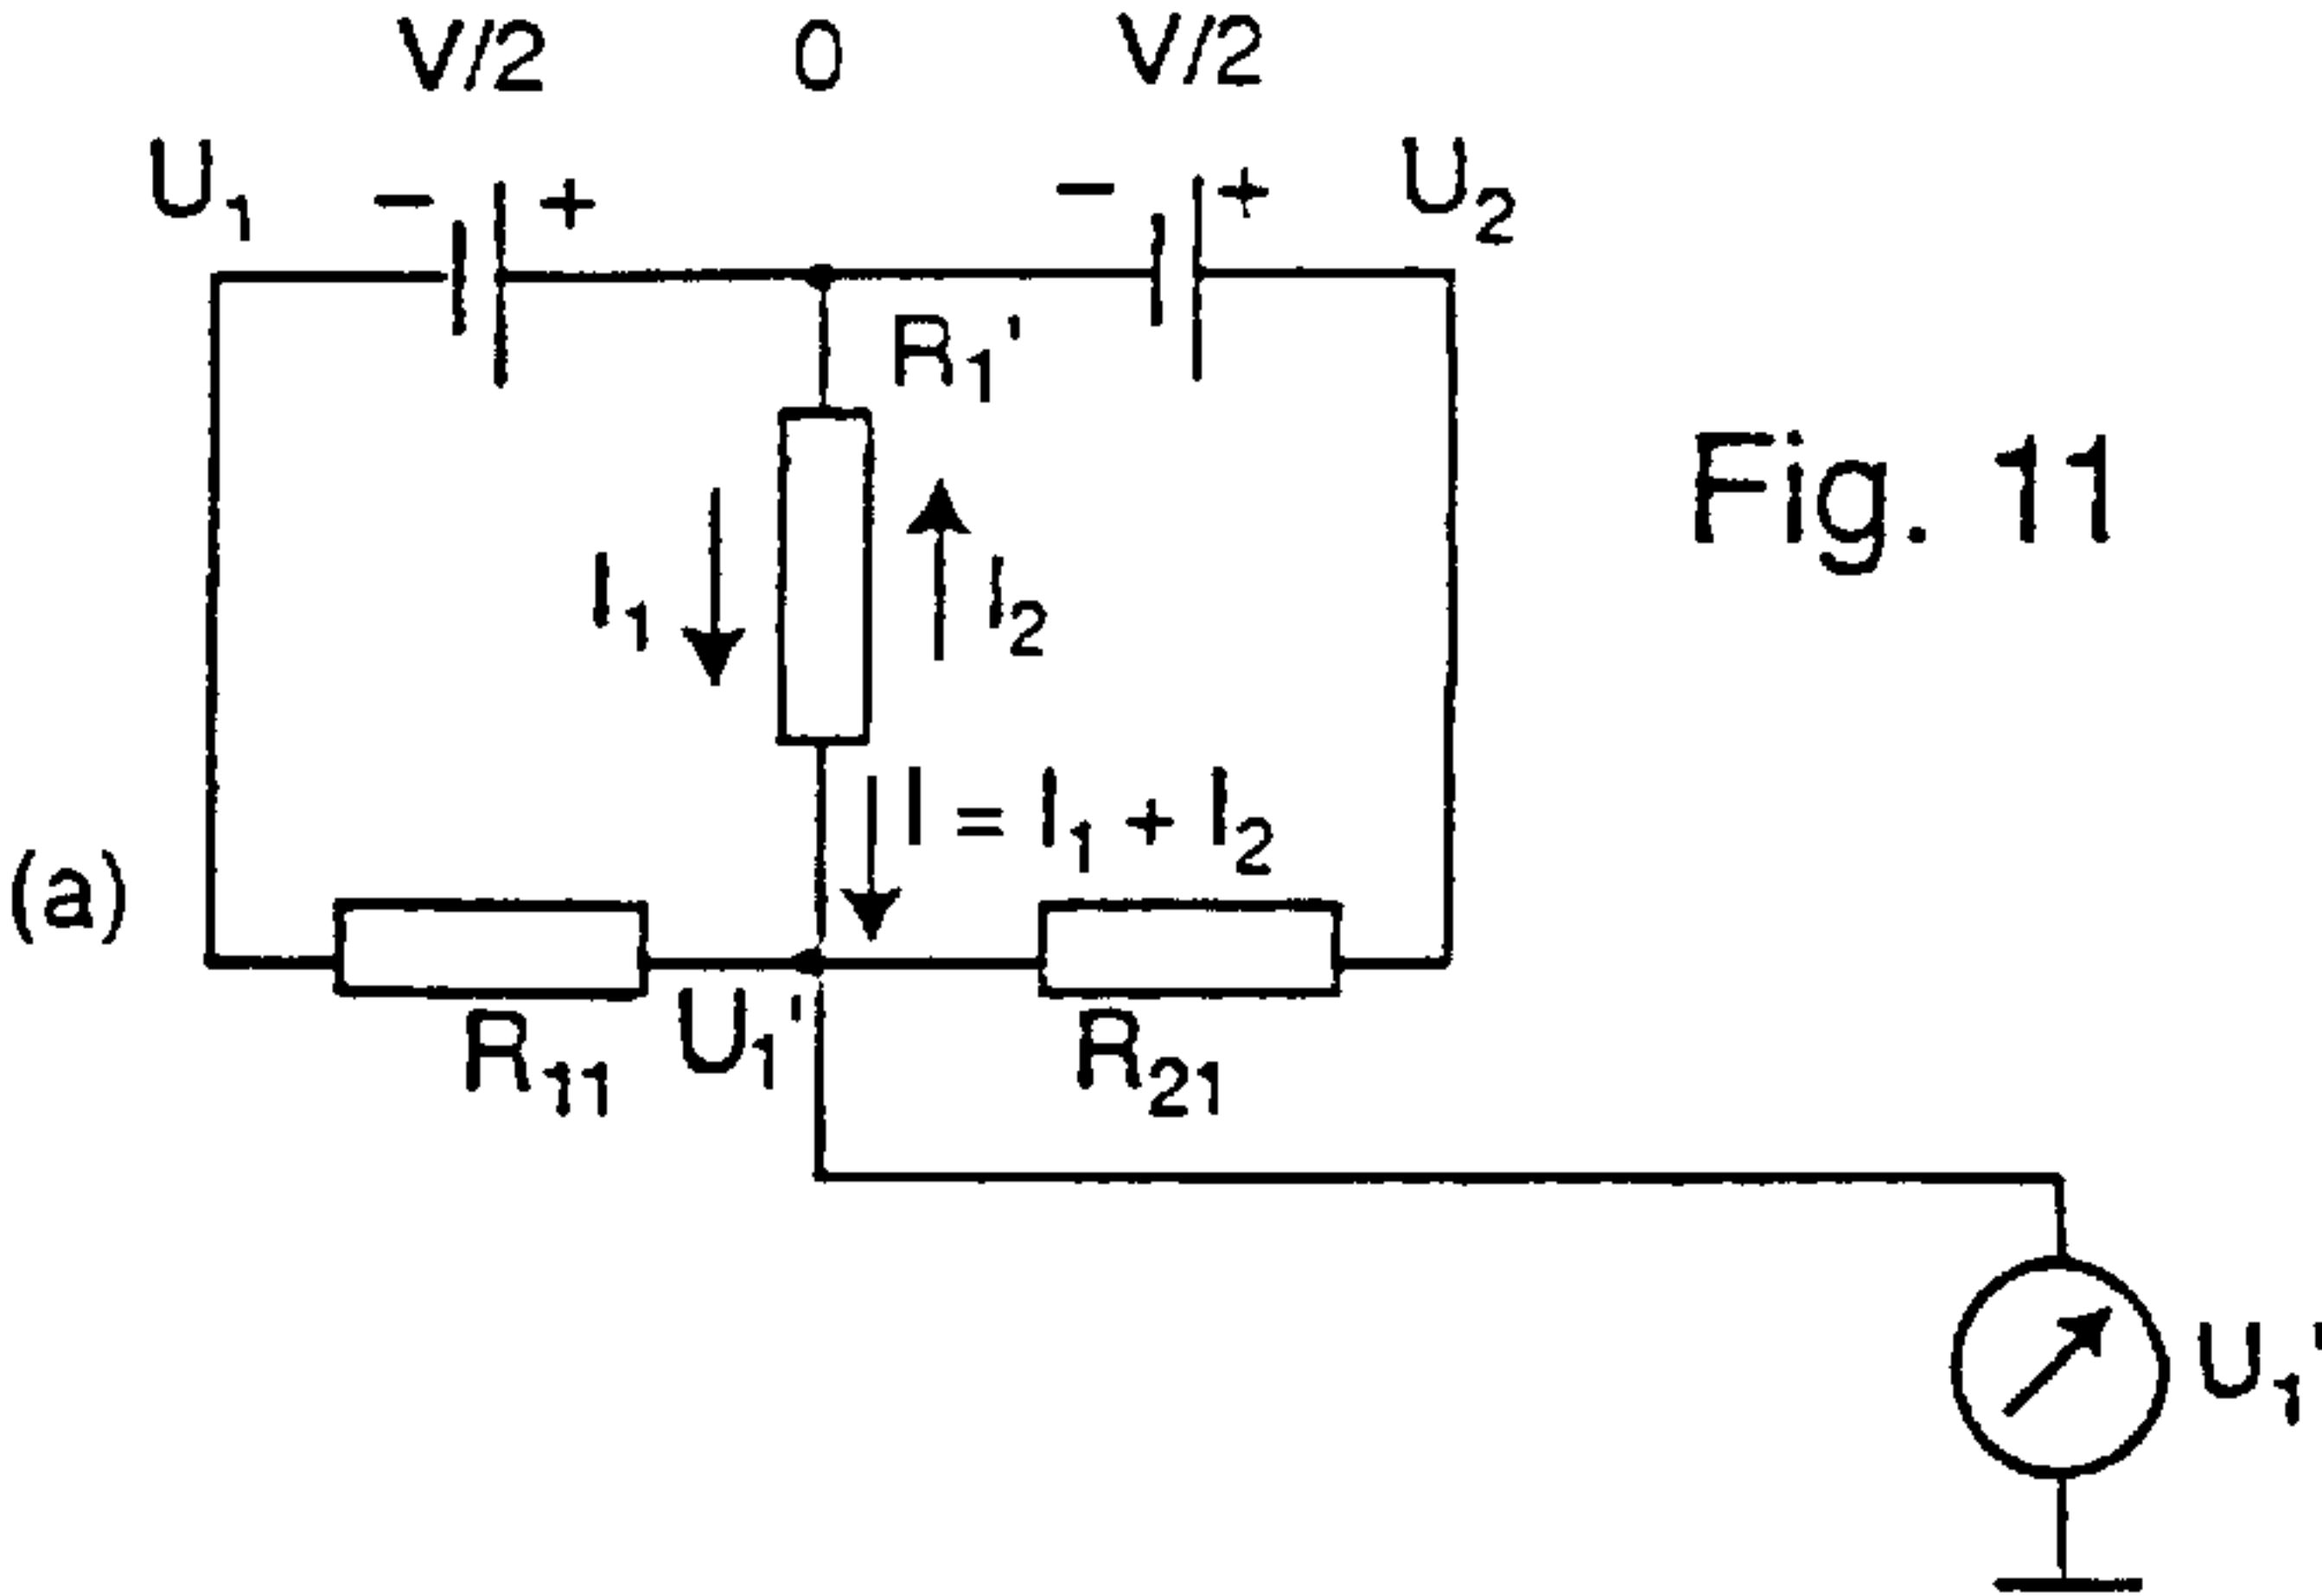 V/2 0 V/2
U1 − + − + U2
R1'
Fig. 11
I1 I2
I = I1 + I2
(a)
R11 U1' R21
U1'